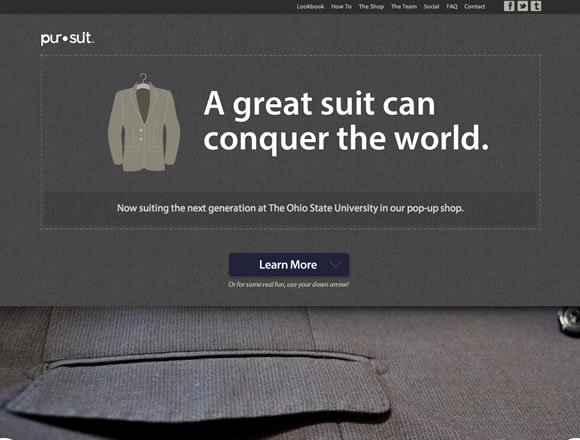 Lookbook How To The Shop The Team Social FAQ Contact
pur•suit.
A great suit can
conquer the world.
Now suiting the next generation at The Ohio State University in our pop-up shop.
Learn More
Or for some real fun, use your down arrow!